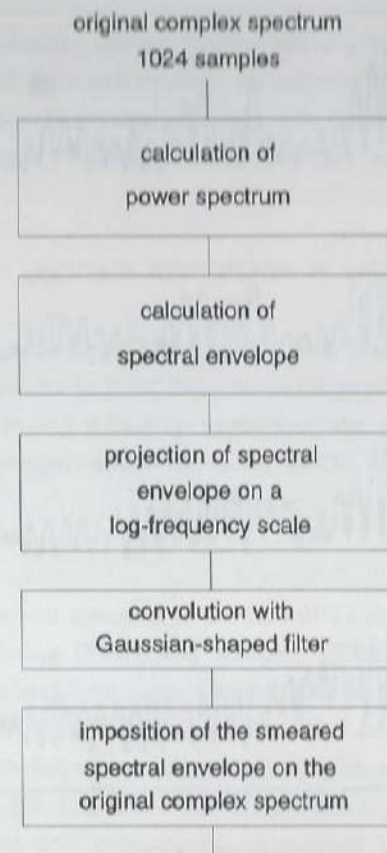 original complex spectrum
1024 samples
calculation of
power spectrum
calculation of
spectral envelope
projection of spectral
envelope on a
log-frequency scale
convolution with
Gaussian-shaped filter
imposition of the smeared
spectral envelope on the
original complex spectrum